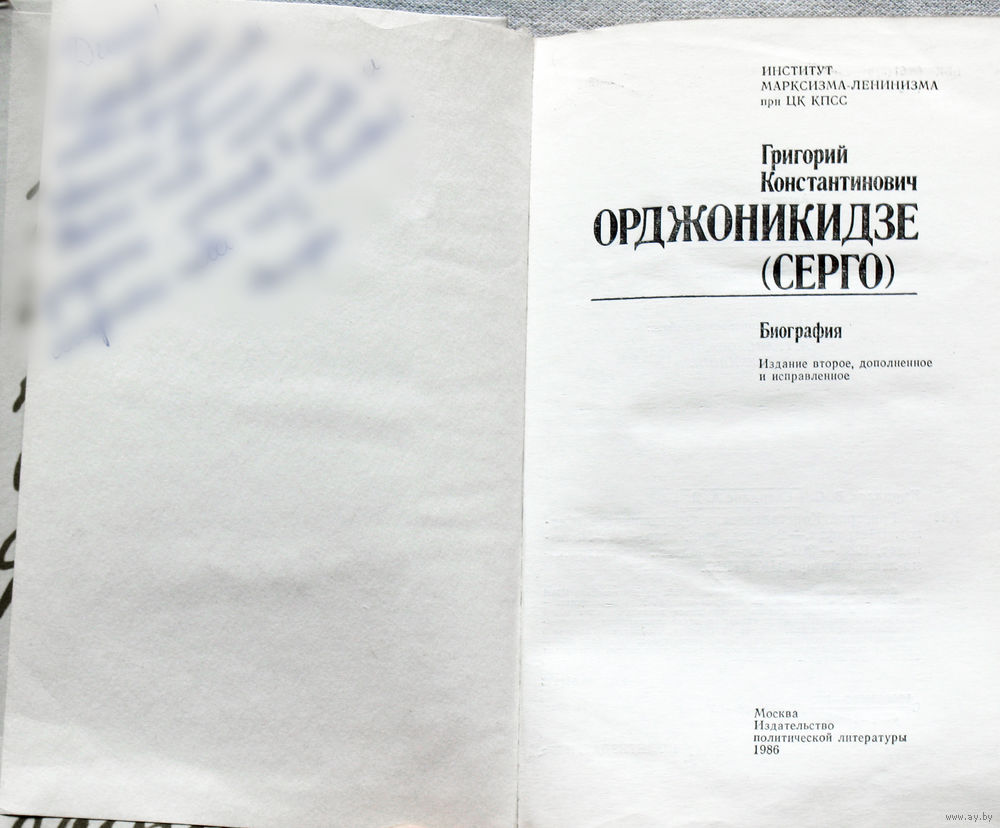 ИНСТИТУТ
МАРКСИЗМА-ЛЕНИНИЗМА
при ЦК КПСС
Григорий
Константинович
ОРДЖОНИКИДЗЕ
(СЕРГО)
Биография
Издание второе, дополненное
и исправленное
Москва
Издательство
политической литературы
1986
www.ay.by